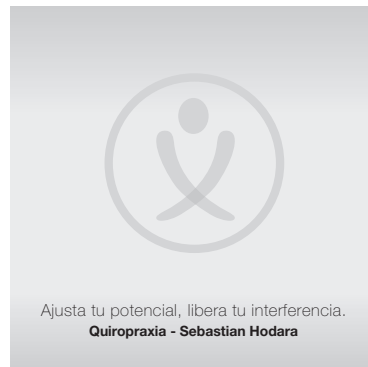 Ajusta tu potencial, libera tu interferencia.
Quiropraxia - Sebastian Hodara